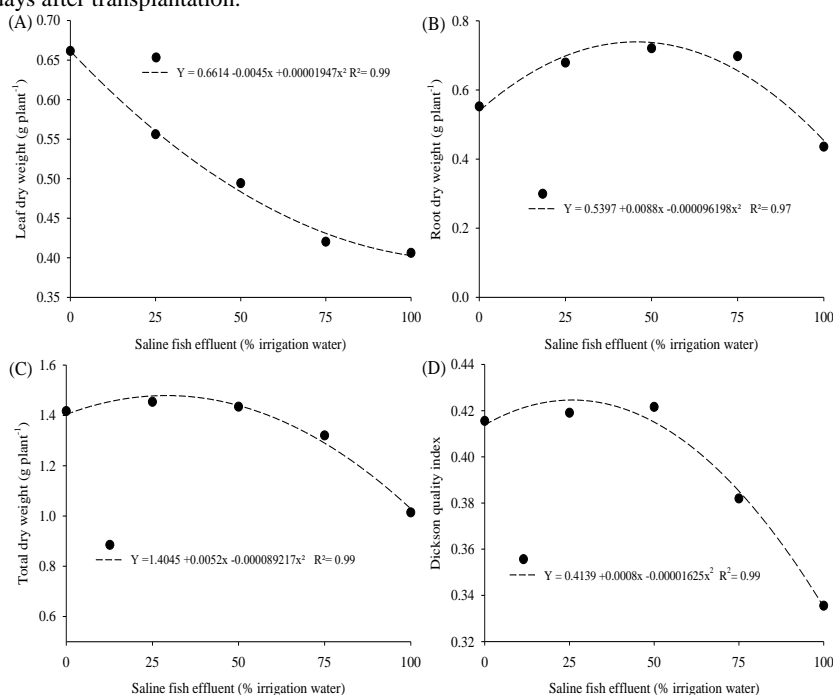 days after transplantation.
(A)
0.70
0.65
0.60
0.55
0.50
0.45
0.40
0.35
Leaf dry weight (g plant⁻¹)
Y = 0.6614 -0.0045x +0.00001947x² R²= 0.99
0 25 50 75 100
Saline fish effluent (% irrigation water)
(B)
0.8
0.6
0.4
0.2
0.0
Root dry weight (g plant⁻¹)
Y = 0.5397 +0.0088x -0.000096198x² R²= 0.97
0 25 50 75 100
Saline fish effluent (% irrigation water)
(C)
1.6
1.4
1.2
1.0
0.8
0.6
Total dry weight (g plant⁻¹)
Y =1.4045 +0.0052x -0.000089217x² R²= 0.99
0 25 50 75 100
Saline fish effluent (% irrigation water)
(D)
0.44
0.42
0.40
0.38
0.36
0.34
0.32
Dickson quality index
Y = 0.4139 +0.0008x -0.00001625x² R²= 0.99
0 25 50 75 100
Saline fish effluent (% irrigation water)